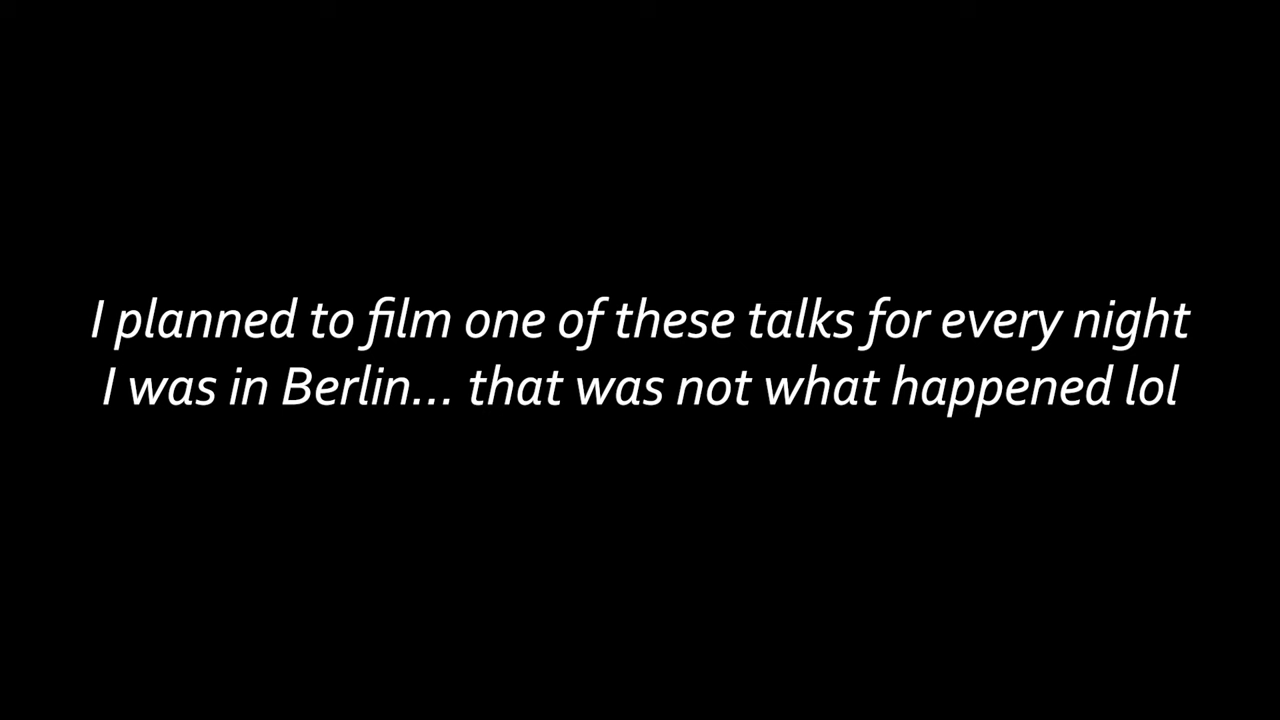 I planned to film one of these talks for every night
I was in Berlin... that was not what happened lol